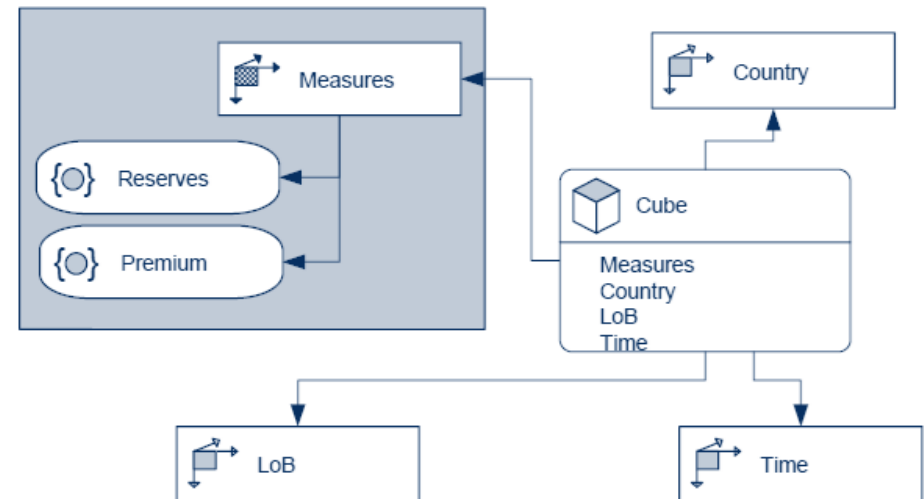 Measures
Country
Reserves
Premium
Cube
Measures
Country
LoB
Time
LoB
Time